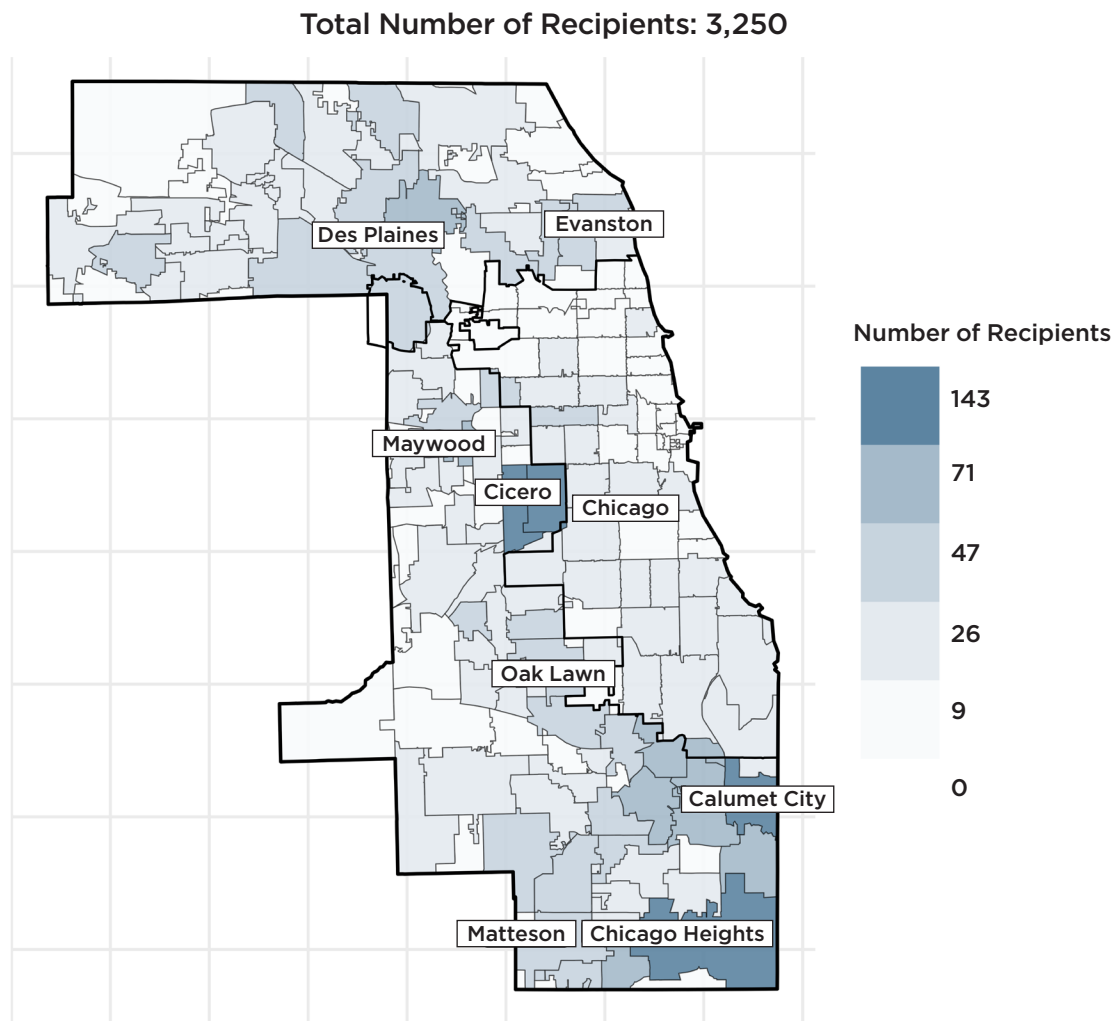 Total Number of Recipients: 3,250
Evanston
Des Plaines
Number of Recipients
143
Maywood
71
Cicero
Chicago
47
26
Oak Lawn
9
0
Calumet City
Matteson
Chicago Heights